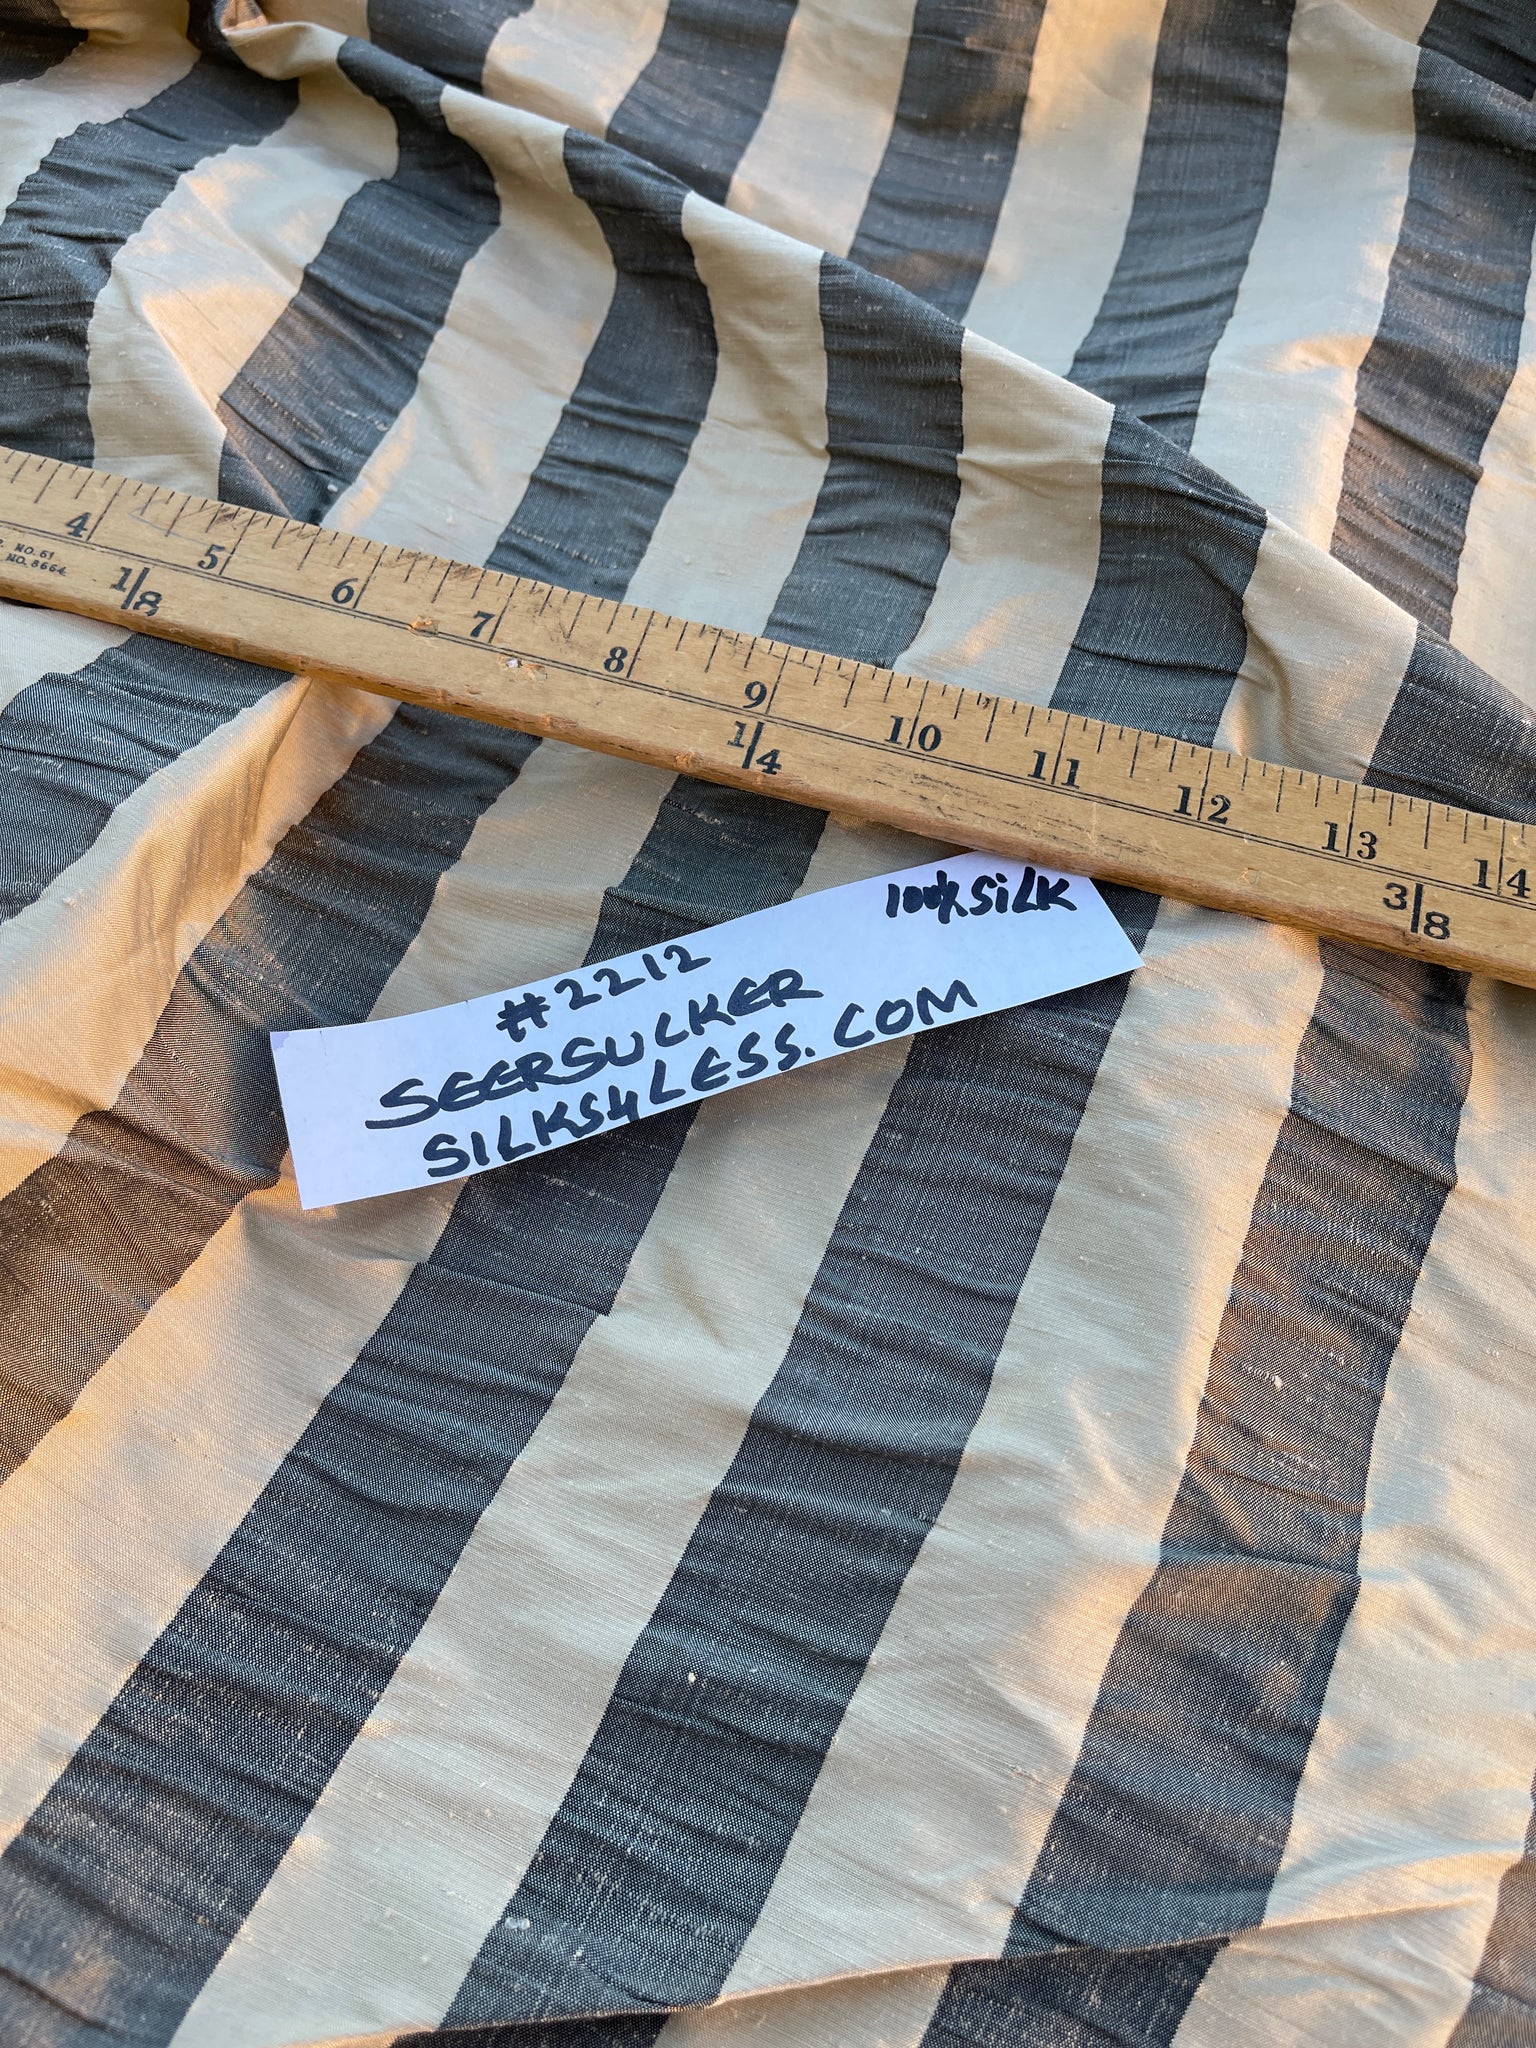 4 5 6 7 8 9 10 11 12 13 14
NO. 61
NO. 8664
1/8 1/4 3/8
100% SILK
#2212
SEERSULKER
SILKS4LESS.COM